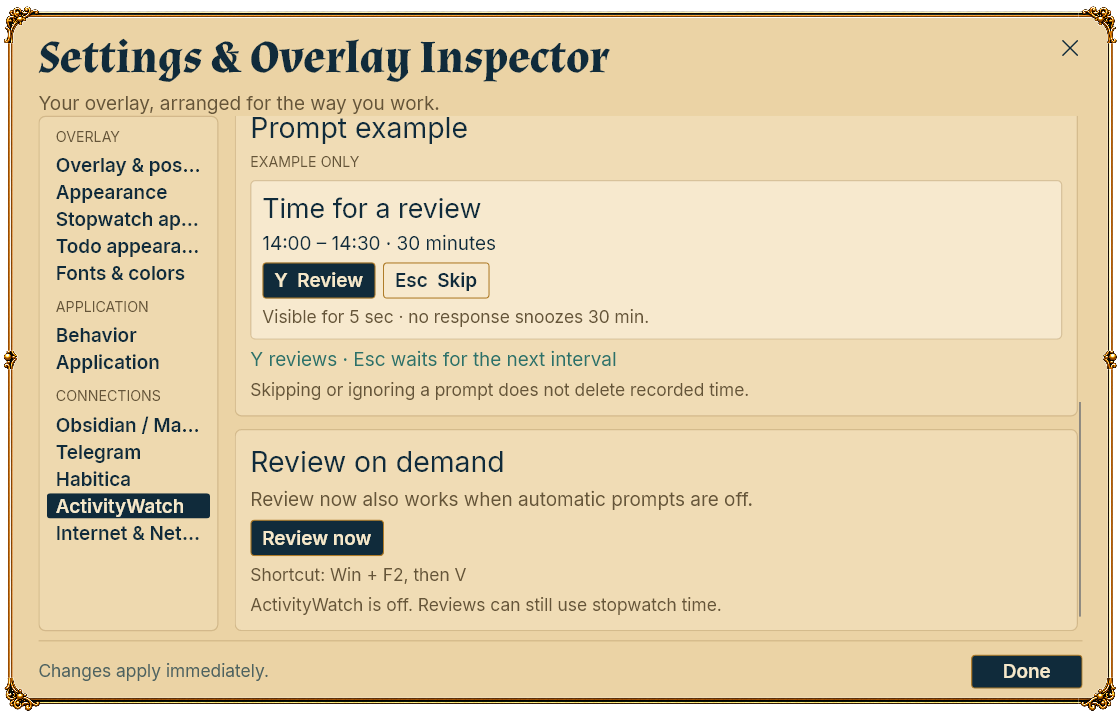 Settings & Overlay Inspector
Your overlay, arranged for the way you work.
OVERLAY
Overlay & pos...
Appearance
Stopwatch ap...
Todo appeara...
Fonts & colors
APPLICATION
Behavior
Application
CONNECTIONS
Obsidian / Ma...
Telegram
Habitica
ActivityWatch
Internet & Net...
Prompt example
EXAMPLE ONLY
Time for a review
14:00 – 14:30 · 30 minutes
Y Review
Esc Skip
Visible for 5 sec · no response snoozes 30 min.
Y reviews · Esc waits for the next interval
Skipping or ignoring a prompt does not delete recorded time.
Review on demand
Review now also works when automatic prompts are off.
Review now
Shortcut: Win + F2, then V
ActivityWatch is off. Reviews can still use stopwatch time.
Changes apply immediately.
Done